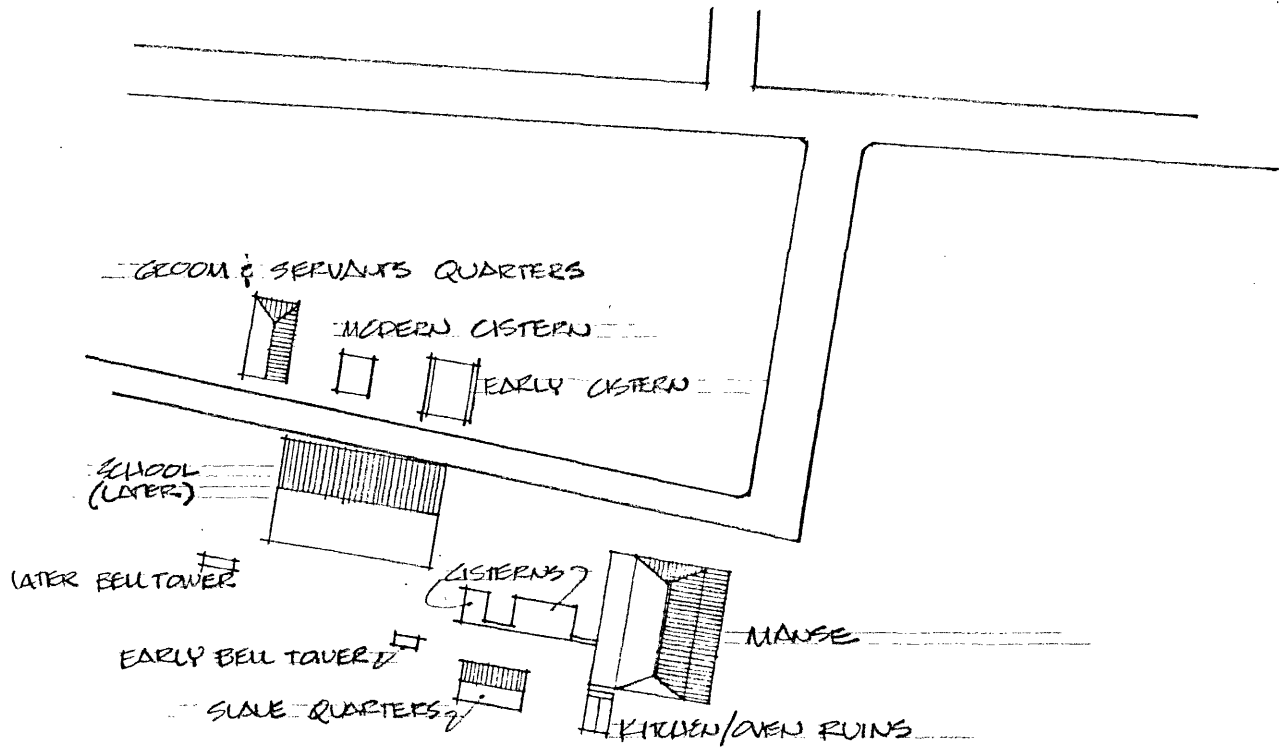 GROOM & SERVANTS QUARTERS
MODERN CISTERN
EARLY CISTERN
SCHOOL
(LATER)
LATER BELL TOWER
CISTERNS
MANSE
EARLY BELL TOWER
SLAVE QUARTERS
KITCHEN/OVEN RUINS